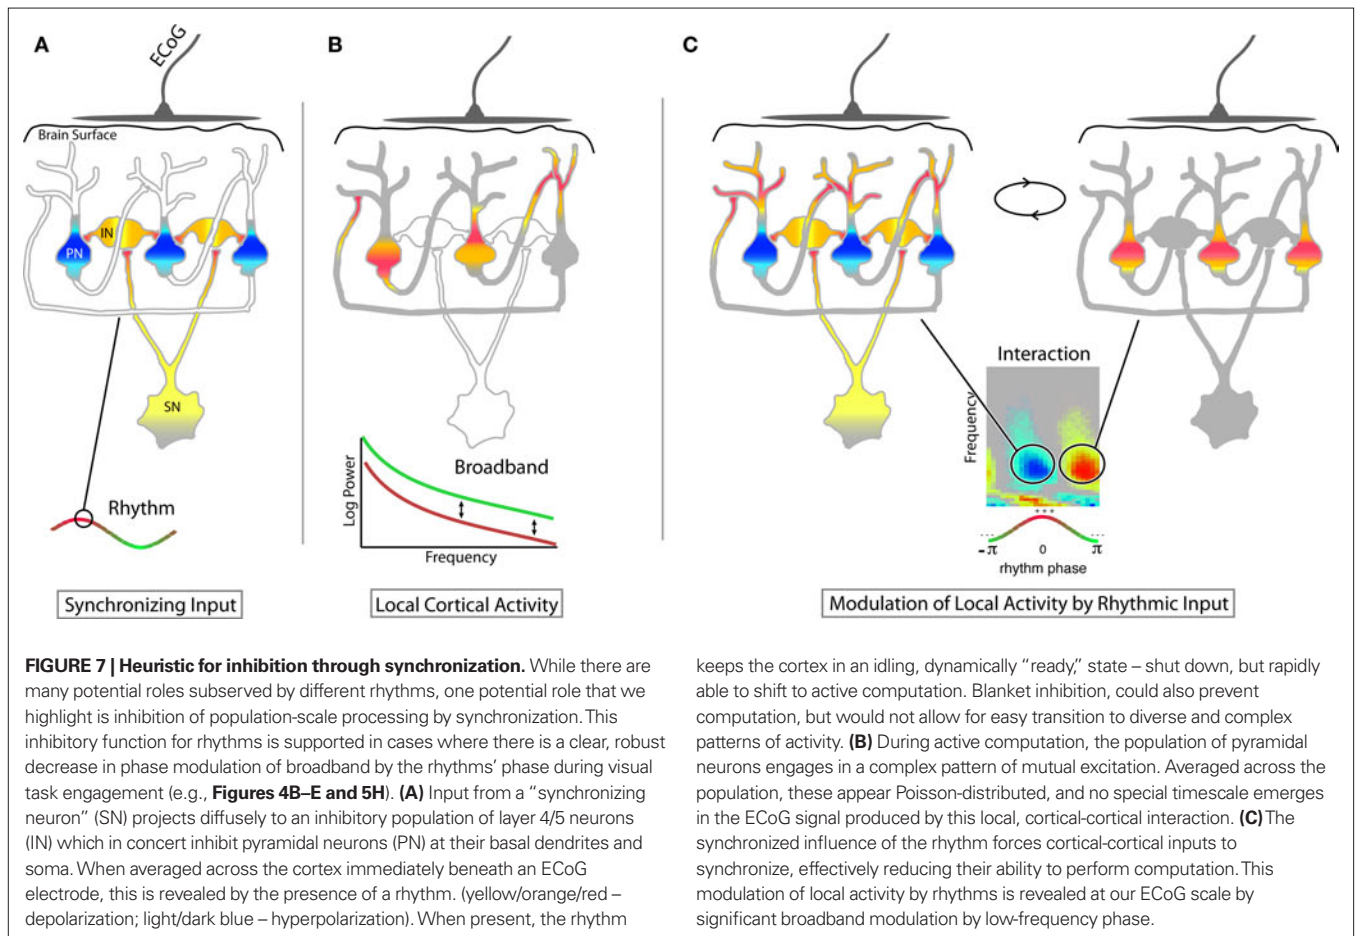 A
ECoG
Brain Surface
IN
PN
SN
Rhythm
Synchronizing Input
B
Broadband
Log Power
Frequency
Local Cortical Activity
C
Interaction
Frequency
+++
--- ---
-π 0 π
rhythm phase
Modulation of Local Activity by Rhythmic Input
FIGURE 7 | Heuristic for inhibition through synchronization. While there are
many potential roles subserved by different rhythms, one potential role that we
highlight is inhibition of population-scale processing by synchronization. This
inhibitory function for rhythms is supported in cases where there is a clear, robust
decrease in phase modulation of broadband by the rhythms’ phase during visual
task engagement (e.g., Figures 4B–E and 5H). (A) Input from a “synchronizing
neuron” (SN) projects diffusely to an inhibitory population of layer 4/5 neurons
(IN) which in concert inhibit pyramidal neurons (PN) at their basal dendrites and
soma. When averaged across the cortex immediately beneath an ECoG
electrode, this is revealed by the presence of a rhythm. (yellow/orange/red –
depolarization; light/dark blue – hyperpolarization). When present, the rhythm
keeps the cortex in an idling, dynamically “ready,” state – shut down, but rapidly
able to shift to active computation. Blanket inhibition, could also prevent
computation, but would not allow for easy transition to diverse and complex
patterns of activity. (B) During active computation, the population of pyramidal
neurons engages in a complex pattern of mutual excitation. Averaged across the
population, these appear Poisson-distributed, and no special timescale emerges
in the ECoG signal produced by this local, cortical-cortical interaction. (C) The
synchronized influence of the rhythm forces cortical-cortical inputs to
synchronize, effectively reducing their ability to perform computation. This
modulation of local activity by rhythms is revealed at our ECoG scale by
significant broadband modulation by low-frequency phase.